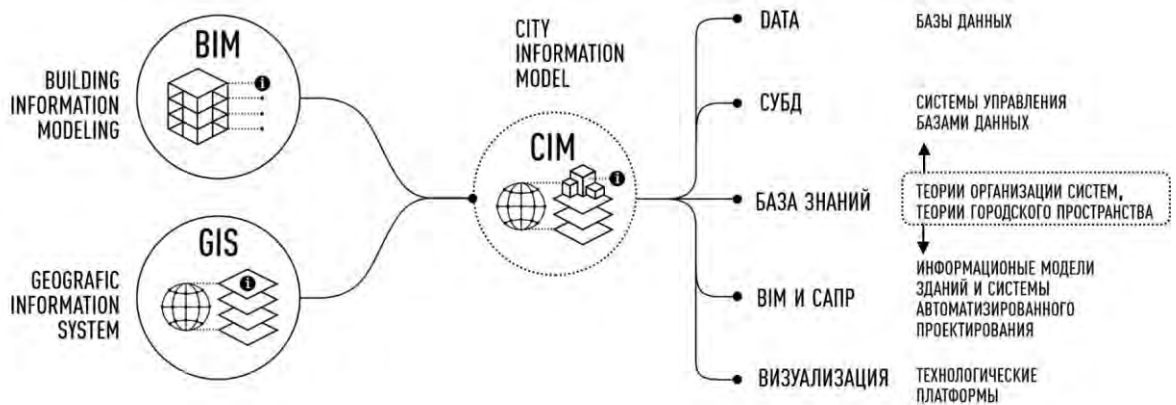 BIM
BUILDING
INFORMATION
MODELING
i
GIS
GEOGRAFIC
INFORMATION
SYSTEM
i
CITY
INFORMATION
MODEL
CIM
i
DATA
БАЗЫ ДАННЫХ
СУБД
СИСТЕМЫ УПРАВЛЕНИЯ
БАЗАМИ ДАННЫХ
БАЗА ЗНАНИЙ
ТЕОРИИ ОРГАНИЗАЦИИ СИСТЕМ,
ТЕОРИИ ГОРОДСКОГО ПРОСТРАНСТВА
BIM И САПР
ИНФОРМАЦИОНЫЕ МОДЕЛИ
ЗДАНИЙ И СИСТЕМЫ
АВТОМАТИЗИРОВАННОГО
ПРОЕКТИРОВАНИЯ
ВИЗУАЛИЗАЦИЯ
ТЕХНОЛОГИЧЕСКИЕ
ПЛАТФОРМЫ